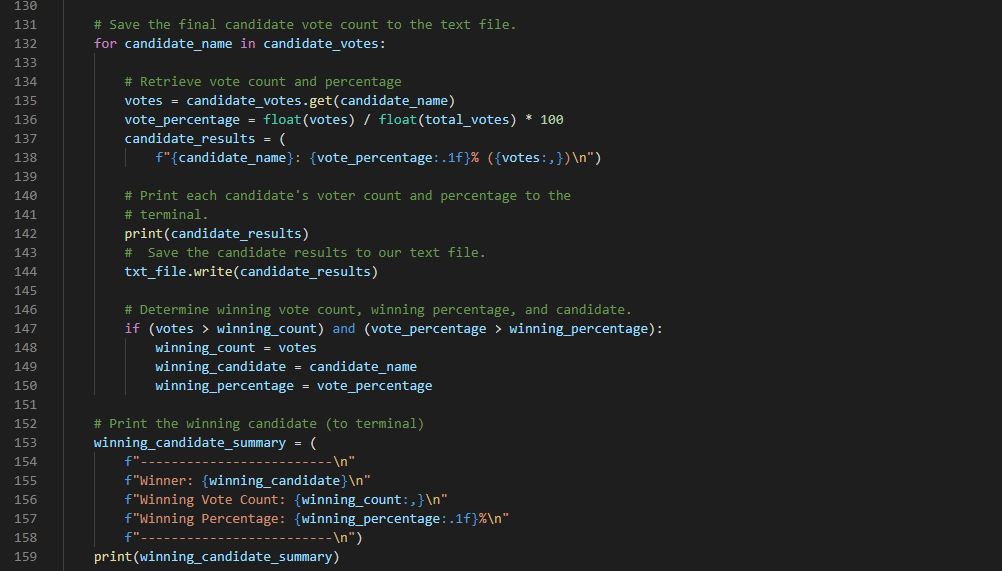 130
131 # Save the final candidate vote count to the text file.
132 for candidate_name in candidate_votes:
133
134 # Retrieve vote count and percentage
135 votes = candidate_votes.get(candidate_name)
136 vote_percentage = float(votes) / float(total_votes) * 100
137 candidate_results = (
138 f"{candidate_name}: {vote_percentage:.1f}% ({votes:,})\n")
139
140 # Print each candidate's voter count and percentage to the
141 # terminal.
142 print(candidate_results)
143 #  Save the candidate results to our text file.
144 txt_file.write(candidate_results)
145
146 # Determine winning vote count, winning percentage, and candidate.
147 if (votes > winning_count) and (vote_percentage > winning_percentage):
148 winning_count = votes
149 winning_candidate = candidate_name
150 winning_percentage = vote_percentage
151
152 # Print the winning candidate (to terminal)
153 winning_candidate_summary = (
154 f"-------------------------\n"
155 f"Winner: {winning_candidate}\n"
156 f"Winning Vote Count: {winning_count:,}\n"
157 f"Winning Percentage: {winning_percentage:.1f}%\n"
158 f"-------------------------\n")
159 print(winning_candidate_summary)